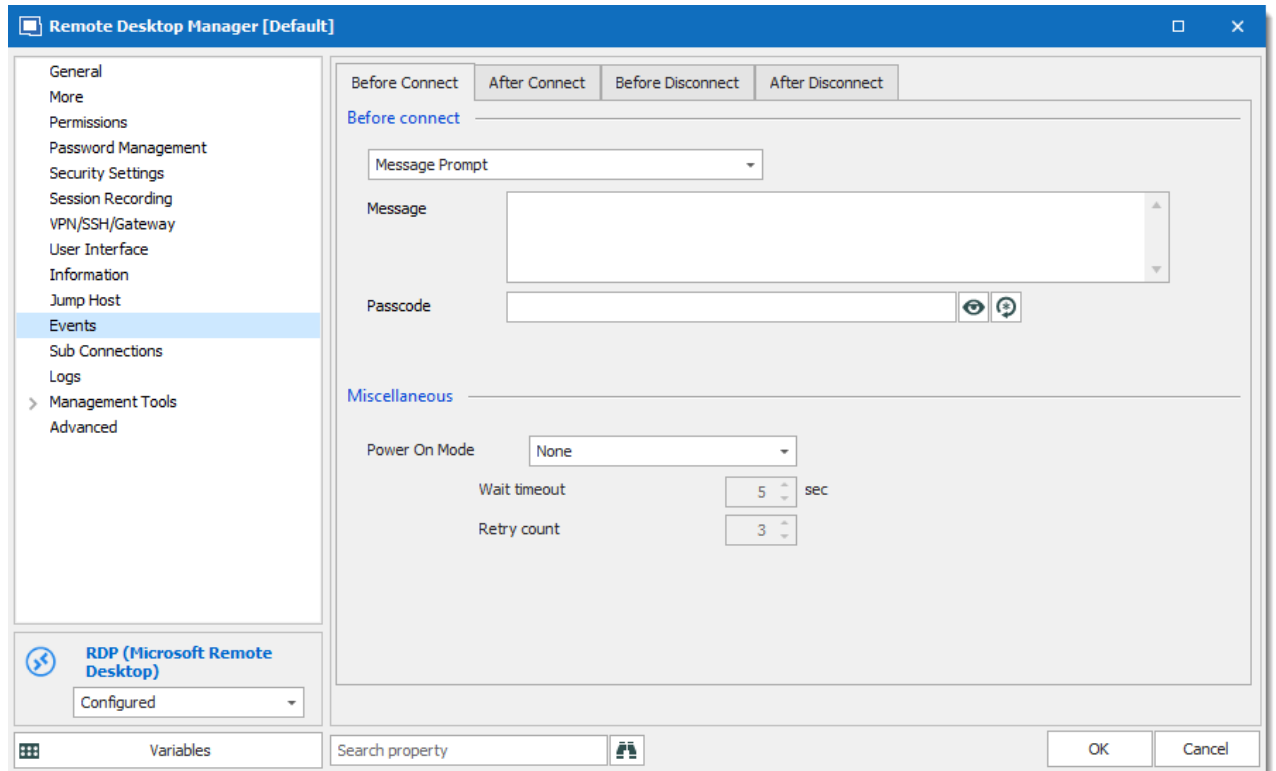 Remote Desktop Manager [Default]
General
More
Permissions
Password Management
Security Settings
Session Recording
VPN/SSH/Gateway
User Interface
Information
Jump Host
Events
Sub Connections
Logs
Management Tools
Advanced
RDP (Microsoft Remote
Desktop)
Configured
Variables
Before Connect
After Connect
Before Disconnect
After Disconnect
Before connect
Message Prompt
Message
Passcode
Miscellaneous
Power On Mode
None
Wait timeout
5
sec
Retry count
3
Search property
OK
Cancel